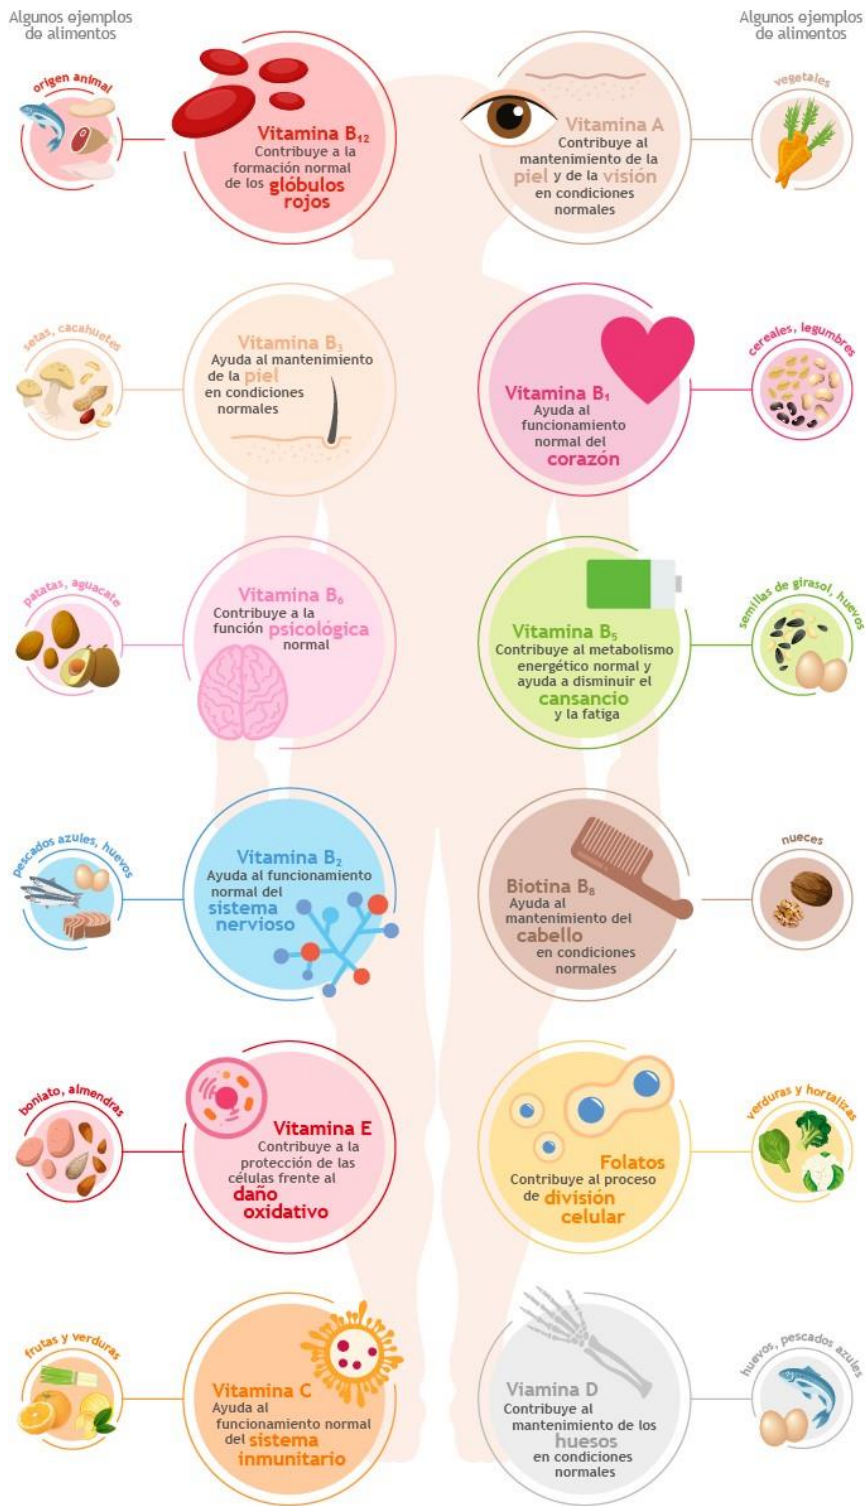 Algunos ejemplos
de alimentos
Algunos ejemplos
de alimentos
origen animal
Vitamina B₁₂
Contribuye a la
formación normal
de los glóbulos
rojos
Vitamina A
Contribuye al
mantenimiento de la
piel y de la visión
en condiciones
normales
vegetales
setas, cacahuetes
Vitamina B₃
Ayuda al mantenimiento
de la piel
en condiciones
normales
Vitamina B₁
Ayuda al
funcionamiento
normal del
corazón
cereales, legumbres
patatas, aguacate
Vitamina B₆
Contribuye a la
función psicológica
normal
Vitamina B₅
Contribuye al metabolismo
energético normal y
ayuda a disminuir el
cansancio
y la fatiga
semillas de girasol, huevos
pescados azules, huevos
Vitamina B₂
Ayuda al funcionamiento
normal del
sistema
nervioso
Biotina B₈
Ayuda al
mantenimiento del
cabello
en condiciones
normales
nueces
boniato, almendras
Vitamina E
Contribuye a la
protección de las
células frente al
daño
oxidativo
Folatos
Contribuye al proceso
de división
celular
verduras y hortalizas
frutas y verduras
Vitamina C
Ayuda al
funcionamiento normal
del sistema
inmunitario
Viamina D
Contribuye al
mantenimiento de los
huesos
en condiciones
normales
huevos, pescados azules